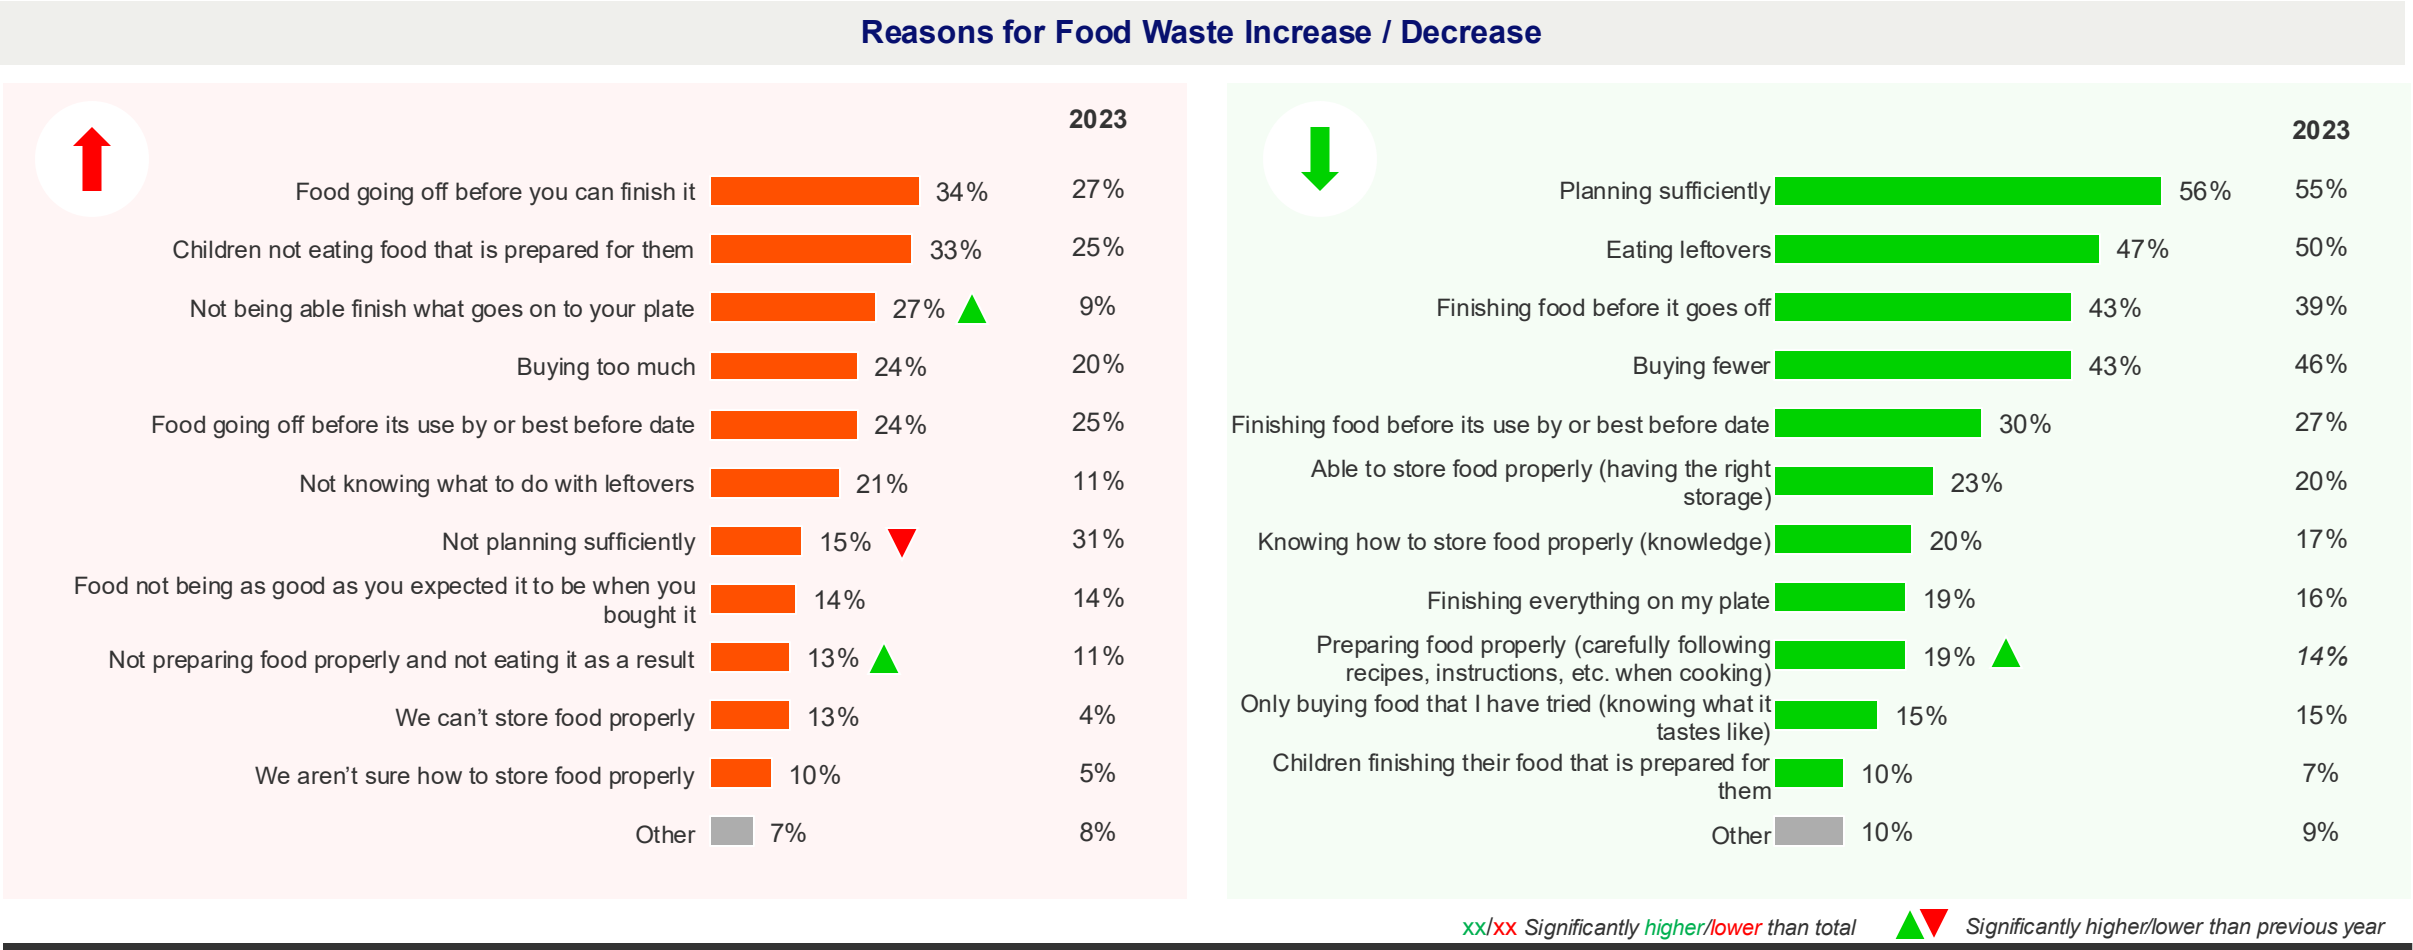 Reasons for Food Waste Increase / Decrease
2023
Food going off before you can finish it 34% 27%
Children not eating food that is prepared for them 33% 25%
Not being able finish what goes on to your plate 27% 9%
Buying too much 24% 20%
Food going off before its use by or best before date 24% 25%
Not knowing what to do with leftovers 21% 11%
Not planning sufficiently 15% 31%
Food not being as good as you expected it to be when you
bought it 14% 14%
Not preparing food properly and not eating it as a result 13% 11%
We can't store food properly 13% 4%
We aren't sure how to store food properly 10% 5%
Other 7% 8%
2023
Planning sufficiently 56% 55%
Eating leftovers 47% 50%
Finishing food before it goes off 43% 39%
Buying fewer 43% 46%
Finishing food before its use by or best before date 30% 27%
Able to store food properly (having the right
storage) 23% 20%
Knowing how to store food properly (knowledge) 20% 17%
Finishing everything on my plate 19% 16%
Preparing food properly (carefully following
recipes, instructions, etc. when cooking) 19% 14%
Only buying food that I have tried (knowing what it
tastes like) 15% 15%
Children finishing their food that is prepared for
them 10% 7%
Other 10% 9%
xx/xx Significantly higher/lower than total
Significantly higher/lower than previous year